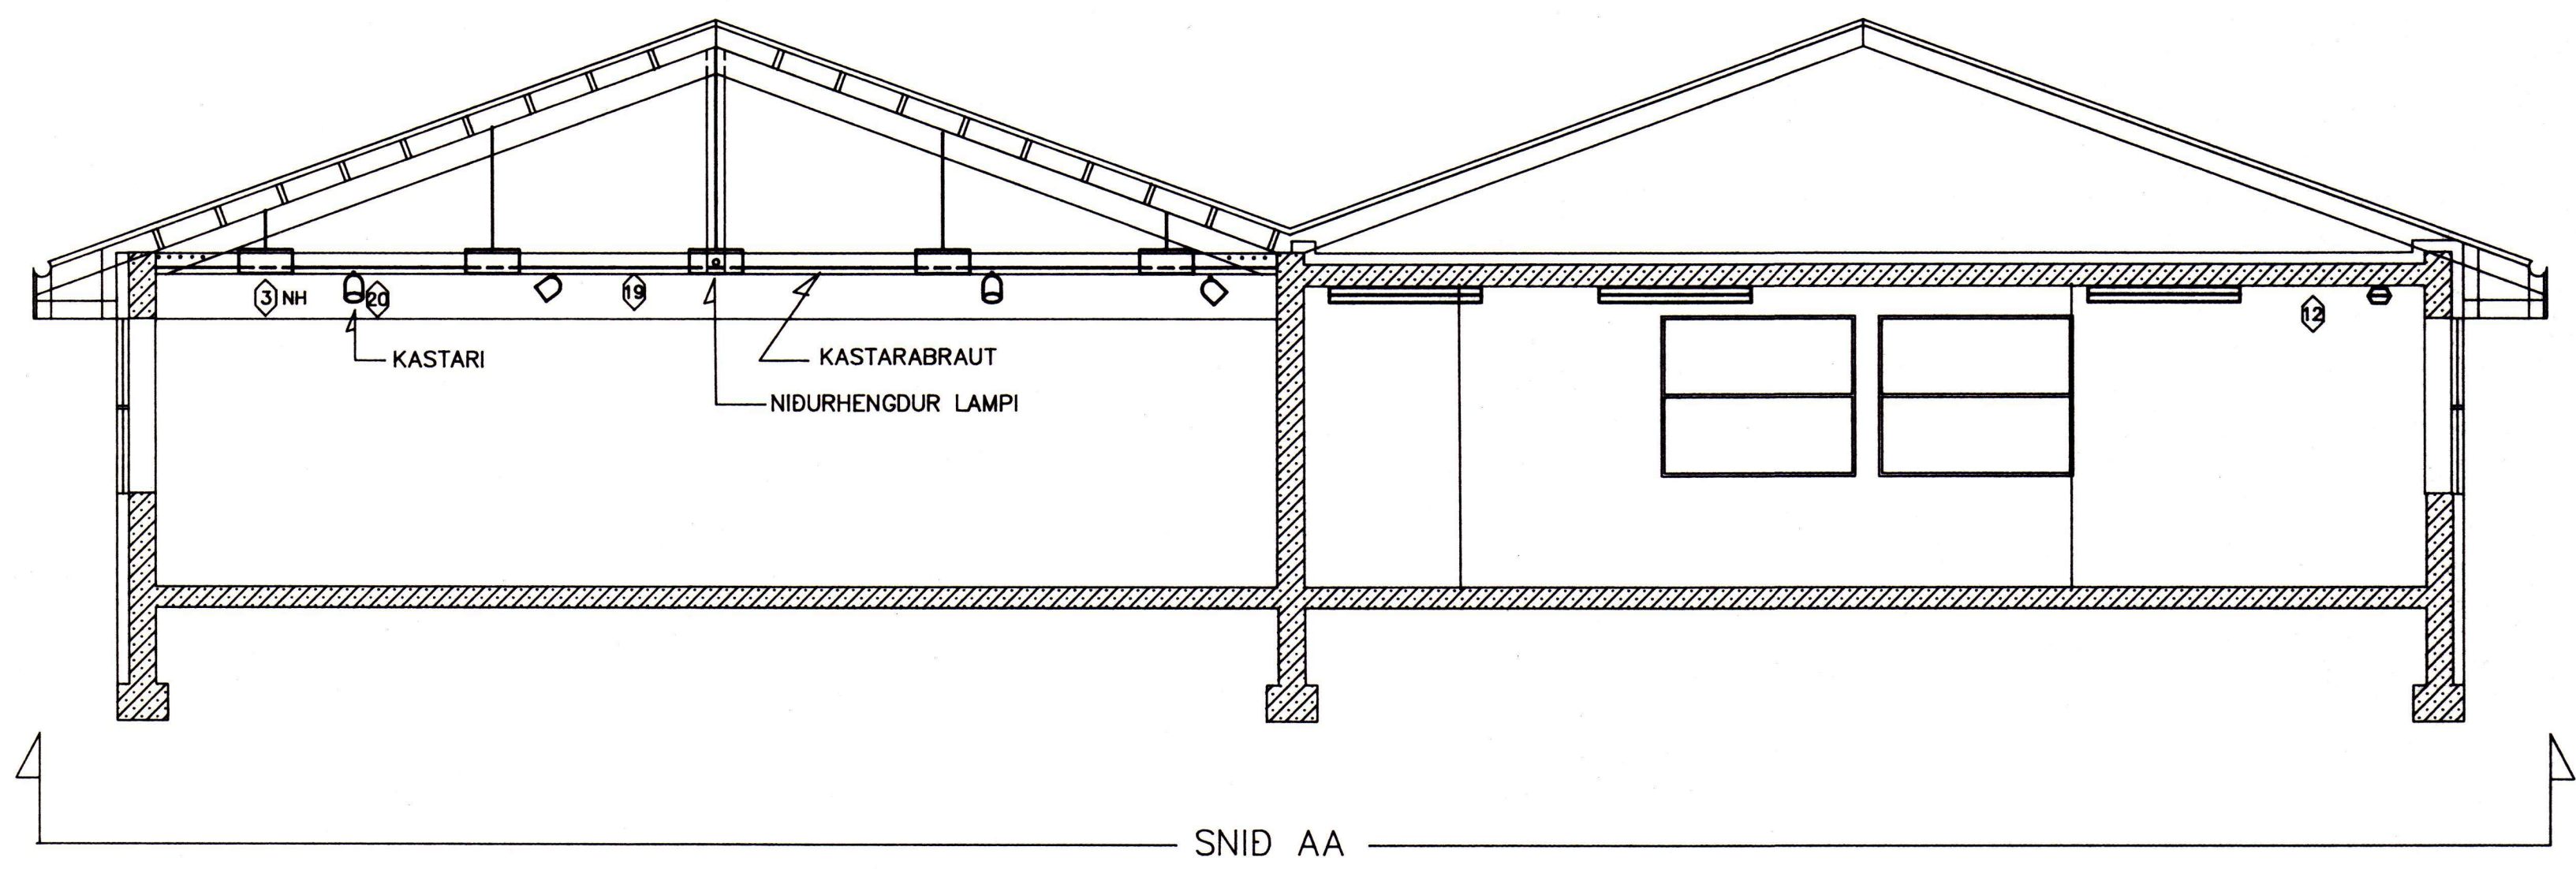 3 NH
20
19
12
KASTARI
KASTARABRAUT
NIÐURHENGDUR LAMPI
SNIÐ AA